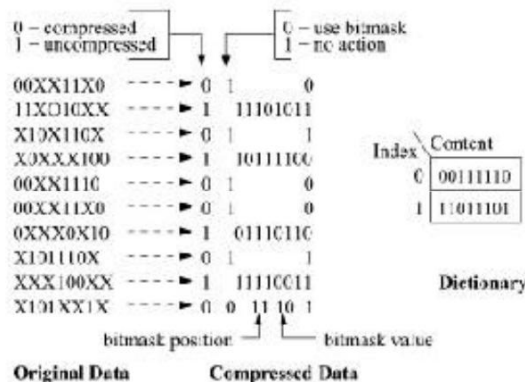 0 – compressed
1 – uncompressed
0 – use bitmask
1 – no action
00XX11X0 0 1 0
11X010XX 1 11101011
X10X110X 0 1 1
X0XXX100 1 10111100
00XX1110 0 1 0
00XX11X0 0 1 0
0XXX0X10 1 01110110
X101110X 0 1 1
XXX100XX 1 11110011
X101XX1X 0 0 11 10 1
Index Content
0 00111110
1 11011101
Dictionary
bitmask position
bitmask value
Original Data
Compressed Data